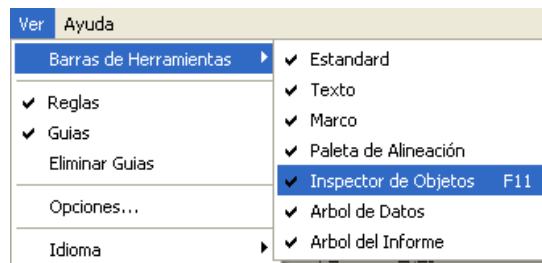 Ver Ayuda
Barras de Herramientas
Reglas
Guias
Eliminar Guias
Opciones...
Idioma
Estandard
Texto
Marco
Paleta de Alineación
Inspector de Objetos F11
Arbol de Datos
Arbol del Informe